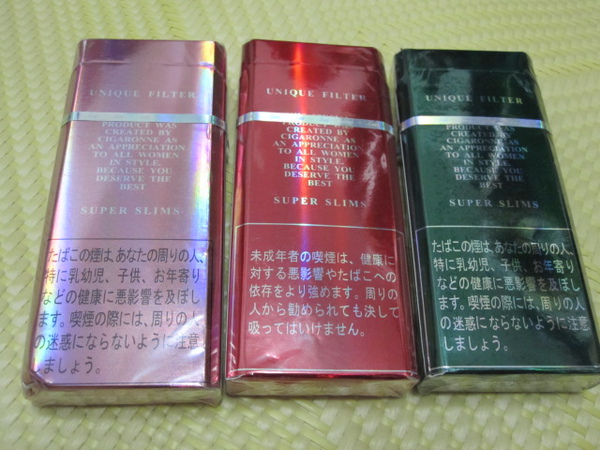 UNIQUE FILTER
PRODUCT WAS
CREATED BY
CIGARONNE AS
AN APPRECIATION
TO ALL WOMEN
IN STYLE,
BECAUSE YOU
DESERVE THE
BEST
SUPER SLIMS
たばこの煙は、あなたの周りの人、
特に乳幼児、子供、お年寄り
などの健康に悪影響を及ぼし
ます。喫煙の際には、周りの人
の迷惑にならないように注意
しましょう。
UNIQUE FILTER
PRODUCT WAS
CREATED BY
CIGARONNE AS
AN APPRECIATION
TO ALL WOMEN
IN STYLE,
BECAUSE YOU
DESERVE THE
BEST
SUPER SLIMS
未成年者の喫煙は、健康に
対する悪影響やたばこへの
依存をより強めます。周りの
人から勧められても決して
吸ってはいけません。
UNIQUE FILTER
PRODUCT WAS
CREATED BY
CIGARONNE AS
AN APPRECIATION
TO ALL WOMEN
IN STYLE,
BECAUSE YOU
DESERVE THE
BEST
SUPER SLIMS
たばこの煙は、あなたの周りの人、
特に乳幼児、子供、お年寄り
などの健康に悪影響を及ぼし
ます。喫煙の際には、周りの人
の迷惑にならないように注意
しましょう。